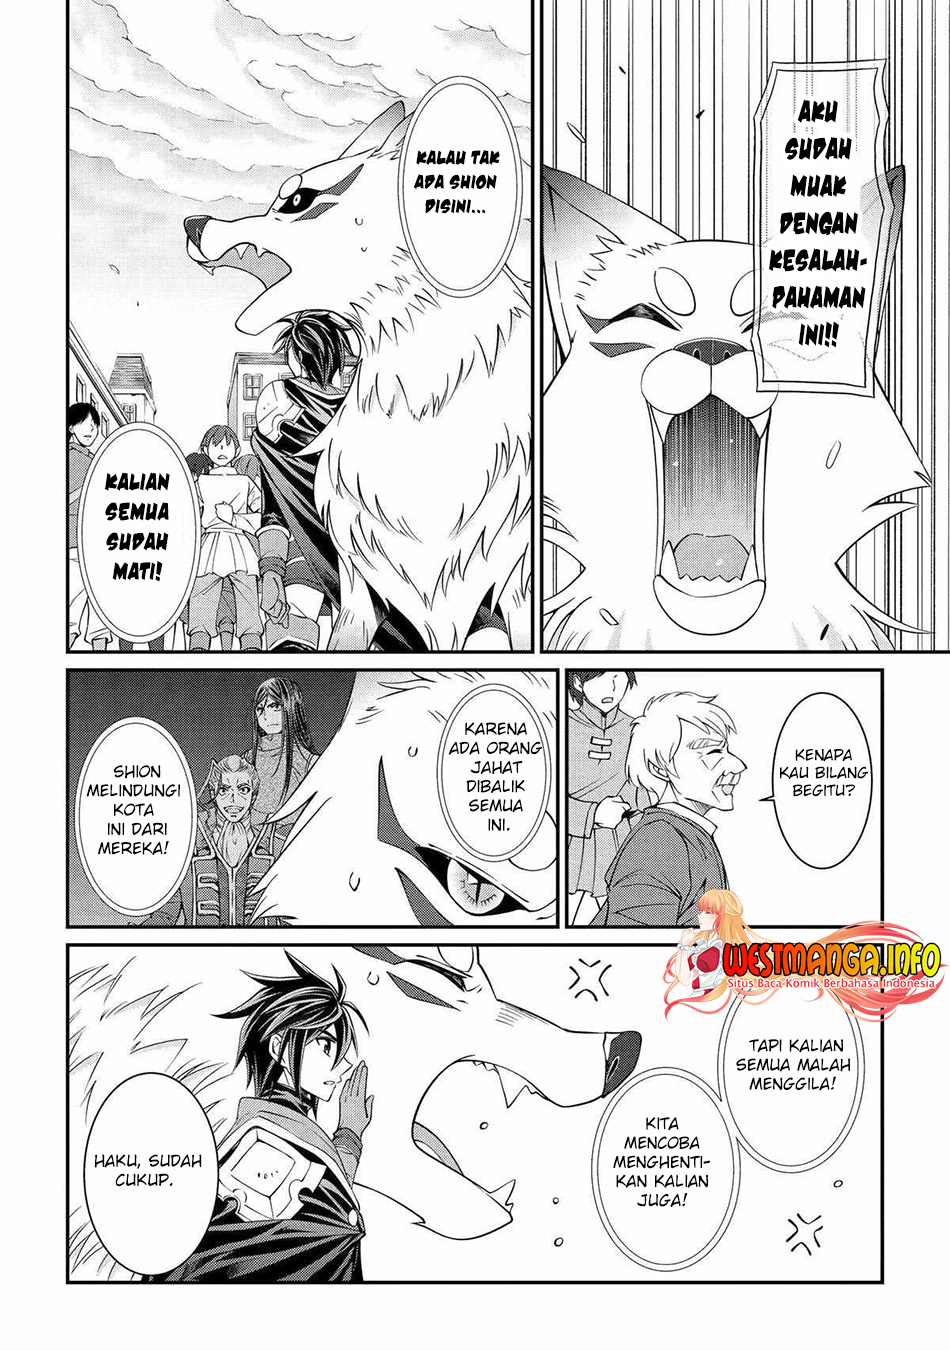 AKU
SUDAH
MUAK
DENGAN
KESALAH-
PAHAMAN
INI!!
KALAU TAK
ADA SHION
DISINI...
KALIAN
SEMUA
SUDAH
MATI!
KENAPA
KAU BILANG
BEGITU?
KARENA
ADA ORANG
JAHAT
DIBALIK
SEMUA
INI.
SHION
MELINDUNGI
KOTA
INI DARI
MEREKA!
WESTMANGA.INFO
SITUS BACA KOMIK BERBAHASA INDONESIA
TAPI KALIAN
SEMUA MALAH
MENGGILA!
KITA
MENCOBA
MENGHENTI-
KAN KALIAN
JUGA!
HAKU, SUDAH
CUKUP.